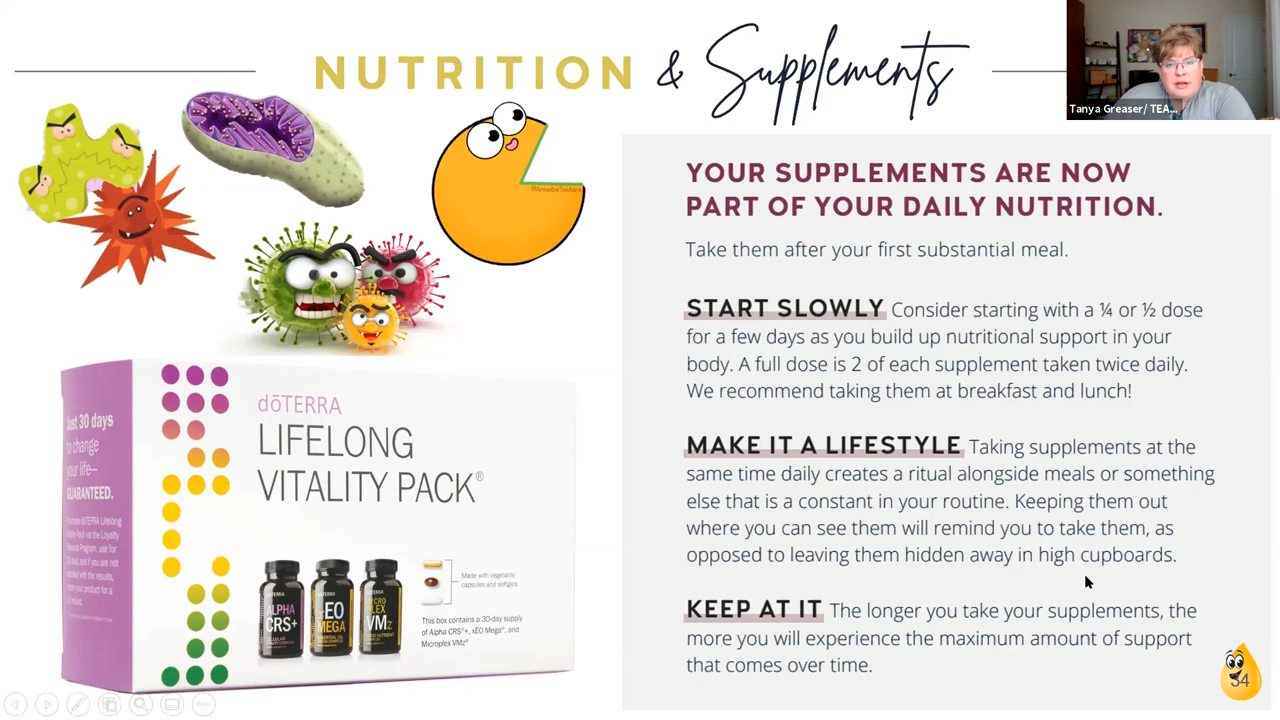 NUTRITION & Supplements
Tanya Greaser/ TEA...
@AmoebaSisters
YOUR SUPPLEMENTS ARE NOW
PART OF YOUR DAILY NUTRITION.
Take them after your first substantial meal.
START SLOWLY Consider starting with a ¼ or ½ dose
for a few days as you build up nutritional support in your
body. A full dose is 2 of each supplement taken twice daily.
We recommend taking them at breakfast and lunch!
MAKE IT A LIFESTYLE Taking supplements at the
same time daily creates a ritual alongside meals or something
else that is a constant in your routine. Keeping them out
where you can see them will remind you to take them, as
opposed to leaving them hidden away in high cupboards.
KEEP AT IT The longer you take your supplements, the
more you will experience the maximum amount of support
that comes over time.
34
Just 30 days
to change
your life—
GUARANTEED.
dōTERRA
LIFELONG
VITALITY PACK®
ALPHA
CRS+
xEO
MEGA
VMz
Made with vegetable
capsules and softgels
This box contains a 30-day supply
of Alpha CRS®+, xEO Mega®, and
Microplex VMz®